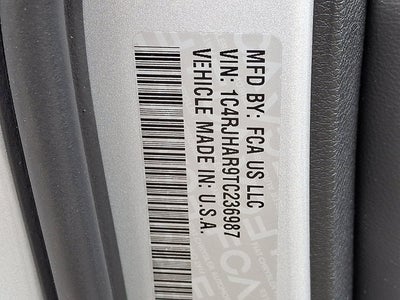 MFD BY: FCA US LLC
VIN: 1C4RJHAR9TC236987
VEHICLE MADE IN: U.S.A.